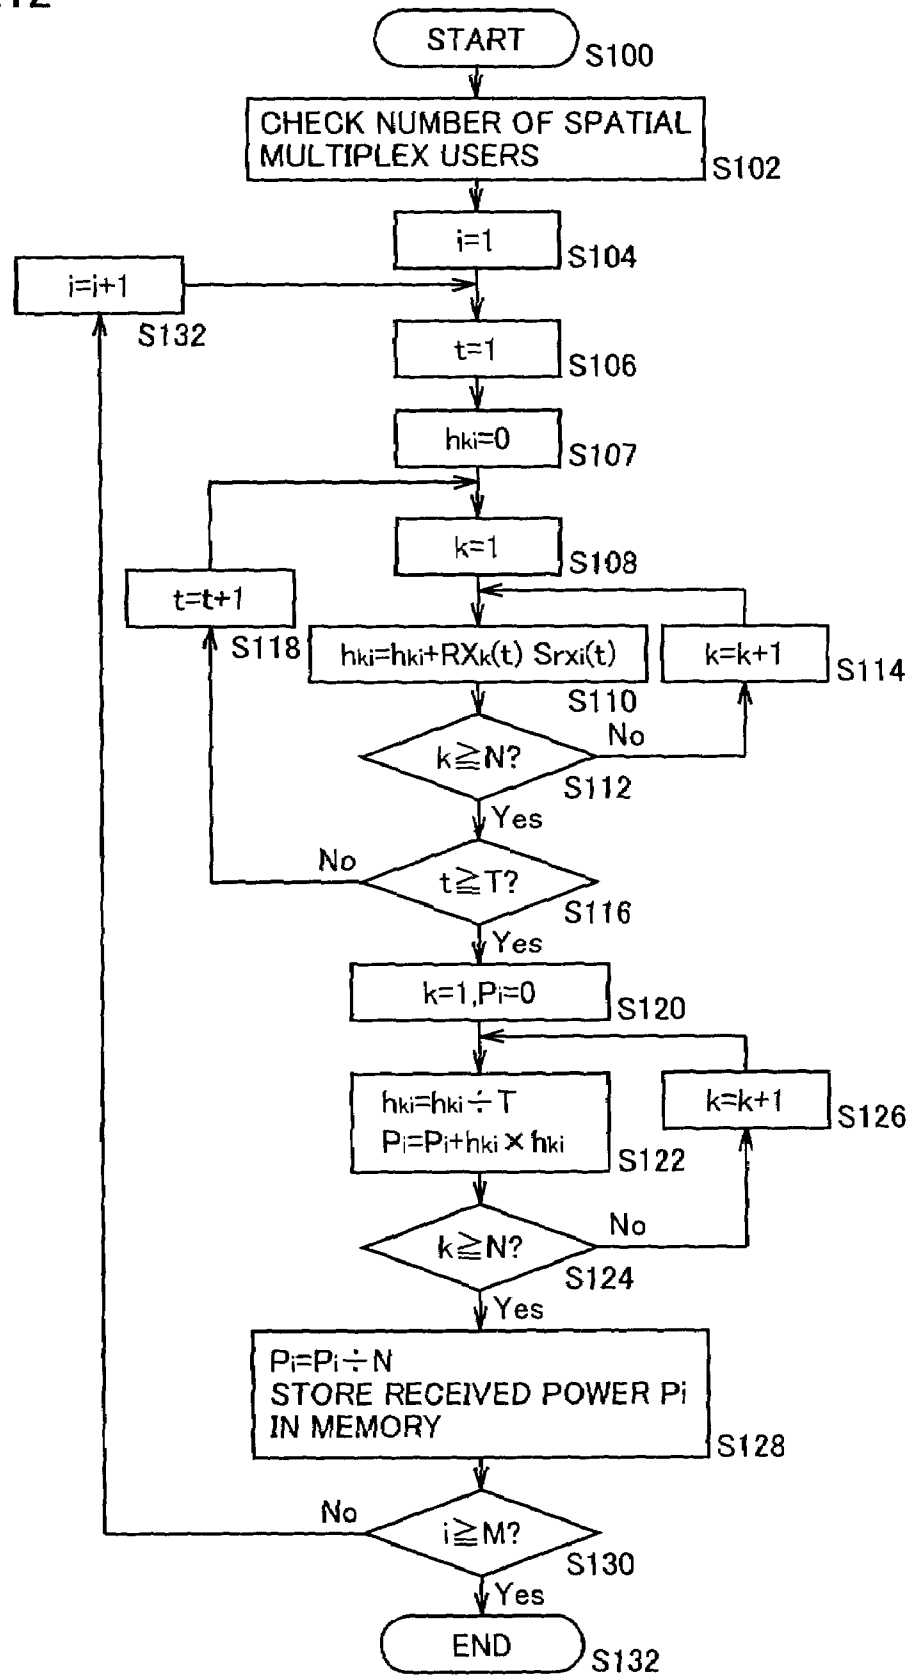 START
S100
CHECK NUMBER OF SPATIAL
MULTIPLEX USERS
S102
i=1
S104
i=i+1
S132
t=1
S106
hki=0
S107
k=1
S108
t=t+1
S118
hki=hki+RXk(t) Srxi(t)
S110
k=k+1
S114
k≧N?
No
S112
Yes
t≧T?
No
S116
Yes
k=1,Pi=0
S120
hki=hki÷T
Pi=Pi+hki×hki
S122
k=k+1
S126
k≧N?
No
S124
Yes
Pi=Pi÷N
STORE RECEIVED POWER Pi
IN MEMORY
S128
i≧M?
No
S130
Yes
END
S132